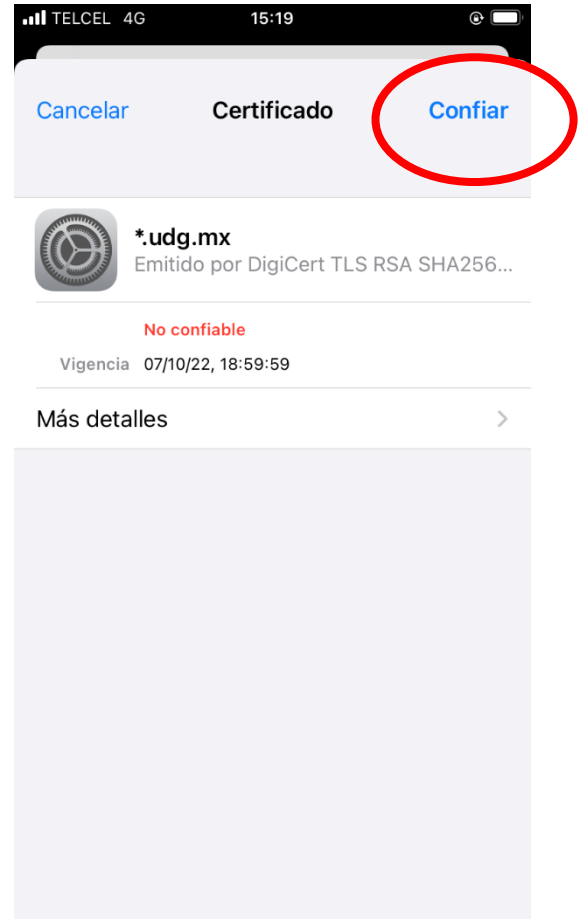 TELCEL 4G 15:19
Cancelar Certificado Confiar
*.udg.mx
Emitido por DigiCert TLS RSA SHA256...
No confiable
Vigencia 07/10/22, 18:59:59
Más detalles